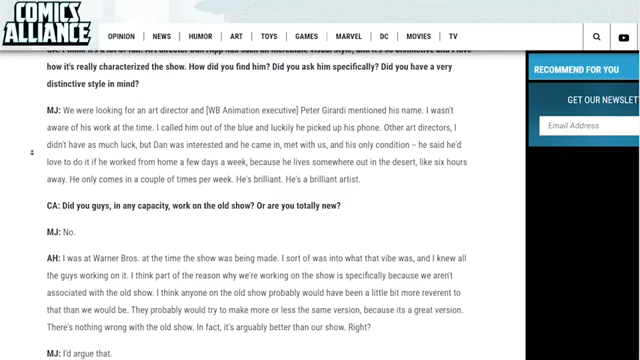 COMICS
ALLIANCE
OPINION
NEWS
HUMOR
ART
TOYS
GAMES
MARVEL
DC
MOVIES
TV
how it's really characterized the show. How did you find him? Did you ask him specifically? Did you have a very
distinctive style in mind?
MJ: We were looking for an art director and [WB Animation executive] Peter Girardi mentioned his name. I wasn't
aware of his work at the time. I called him out of the blue and luckily he picked up his phone. Other art directors, I
didn't have as much luck, but Dan was interested and he came in, met with us, and his only condition -- he said he'd
love to do it if he worked from home a few days a week, because he lives somewhere out in the desert, like six hours
away. He only comes in a couple of times per week. He's brilliant. He's a brilliant artist.
CA: Did you guys, in any capacity, work on the old show? Or are you totally new?
MJ: No.
AH: I was at Warner Bros. at the time the show was being made. I sort of was into what that vibe was, and I knew all
the guys working on it. I think part of the reason why we're working on the show is specifically because we aren't
associated with the old show. I think anyone on the old show probably would have been a little bit more reverent to
that than we would be. They probably would try to make more or less the same version, because its a great version.
There's nothing wrong with the old show. In fact, it's arguably better than our show. Right?
MJ: I'd argue that.
RECOMMEND FOR YOU
GET OUR NEWSLET
Email Address